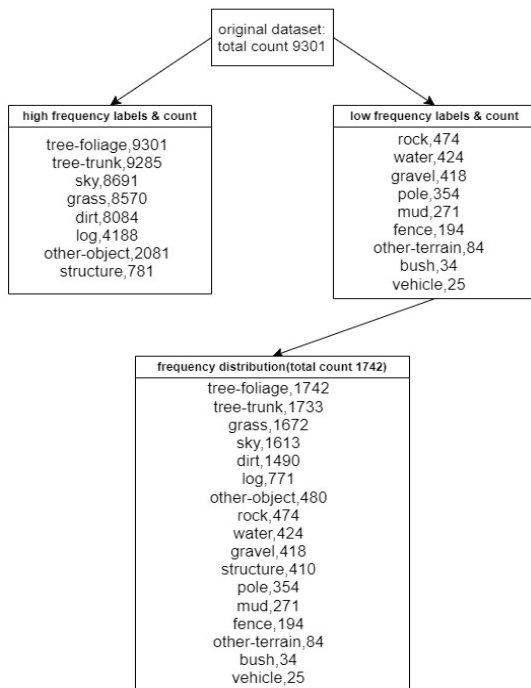 original dataset:
total count 9301
high frequency labels & count
tree-foliage,9301
tree-trunk,9285
sky,8691
grass,8570
dirt,8084
log,4188
other-object,2081
structure,781
low frequency labels & count
rock,474
water,424
gravel,418
pole,354
mud,271
fence,194
other-terrain,84
bush,34
vehicle,25
frequency distribution(total count 1742)
tree-foliage,1742
tree-trunk,1733
grass,1672
sky,1613
dirt,1490
log,771
other-object,480
rock,474
water,424
gravel,418
structure,410
pole,354
mud,271
fence,194
other-terrain,84
bush,34
vehicle,25